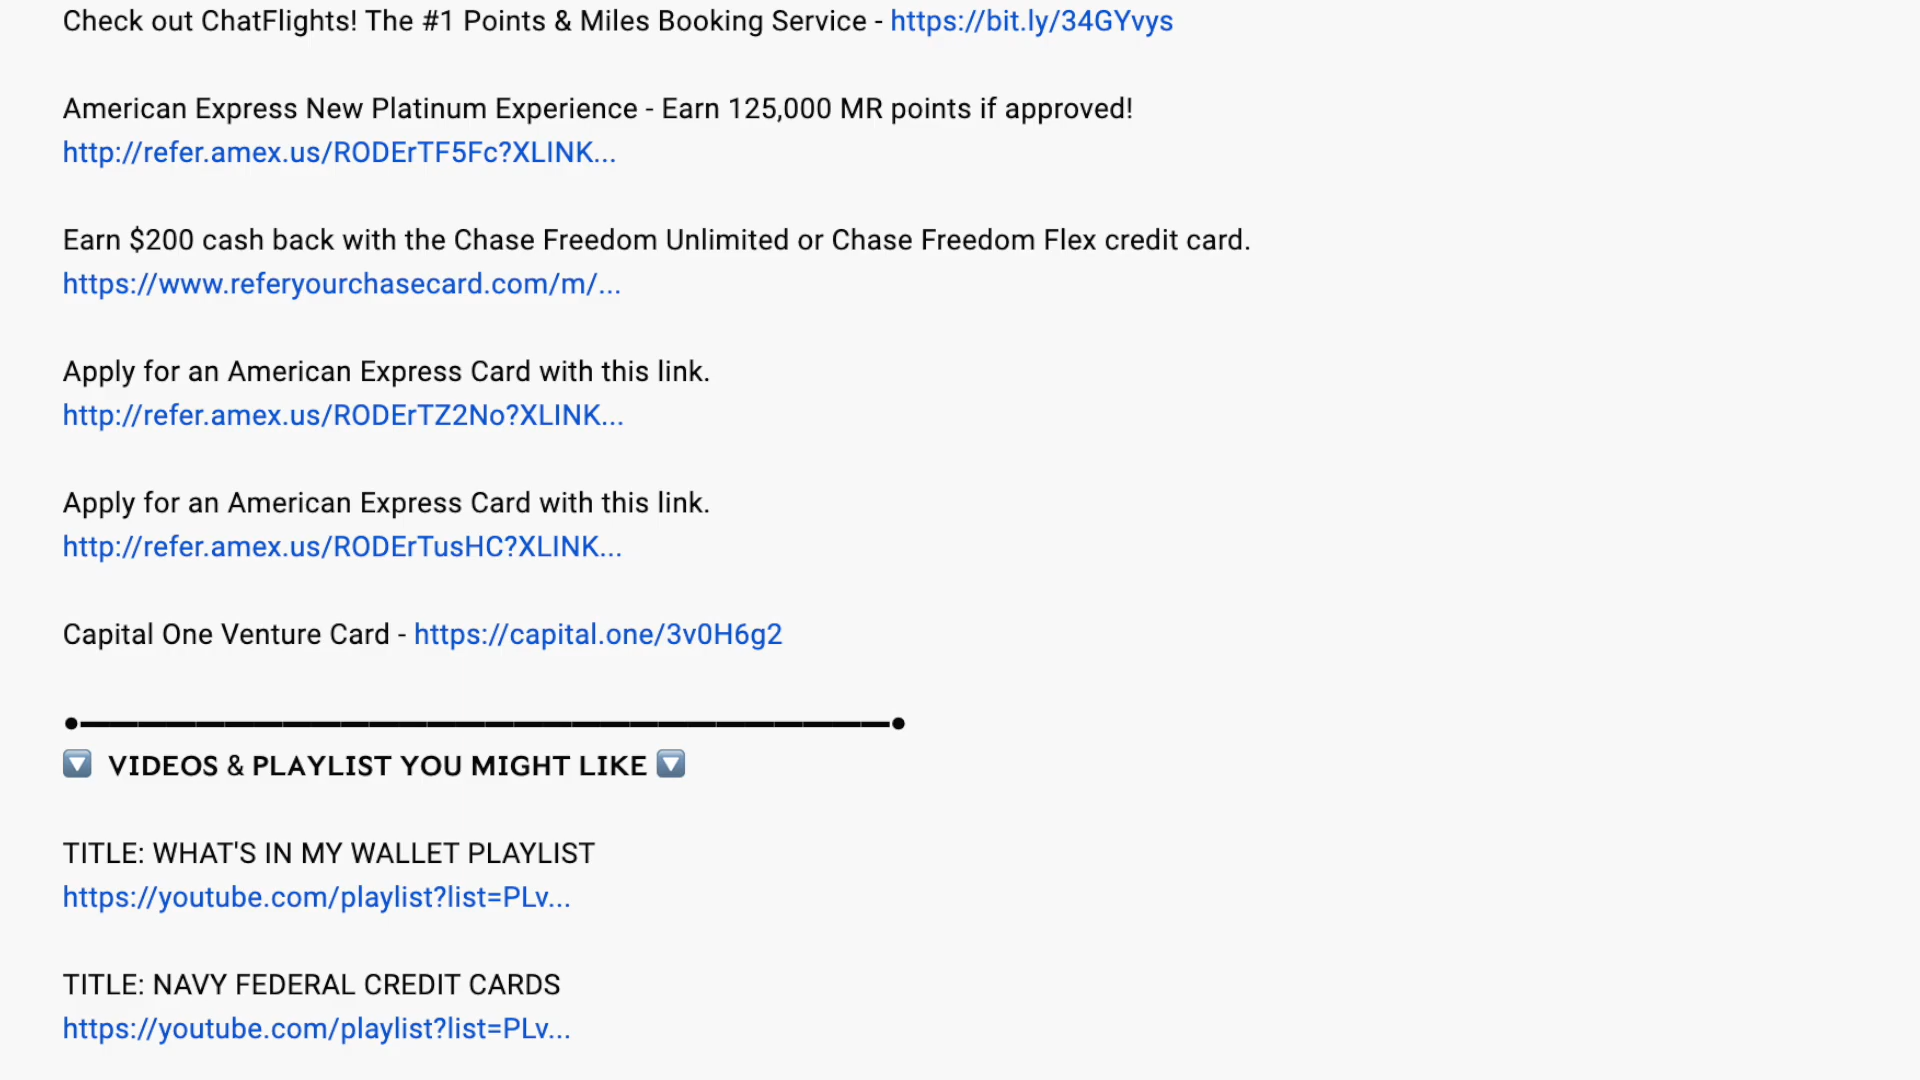 Check out ChatFlights! The #1 Points & Miles Booking Service - https://bit.ly/34GYvys
American Express New Platinum Experience - Earn 125,000 MR points if approved!
http://refer.amex.us/RODErTF5Fc?XLINK...
Earn $200 cash back with the Chase Freedom Unlimited or Chase Freedom Flex credit card.
https://www.referyourchasecard.com/m/...
Apply for an American Express Card with this link.
http://refer.amex.us/RODErTZ2No?XLINK...
Apply for an American Express Card with this link.
http://refer.amex.us/RODErTusHC?XLINK...
Capital One Venture Card - https://capital.one/3v0H6g2
VIDEOS & PLAYLIST YOU MIGHT LIKE
TITLE: WHAT'S IN MY WALLET PLAYLIST
https://youtube.com/playlist?list=PLv...
TITLE: NAVY FEDERAL CREDIT CARDS
https://youtube.com/playlist?list=PLv...